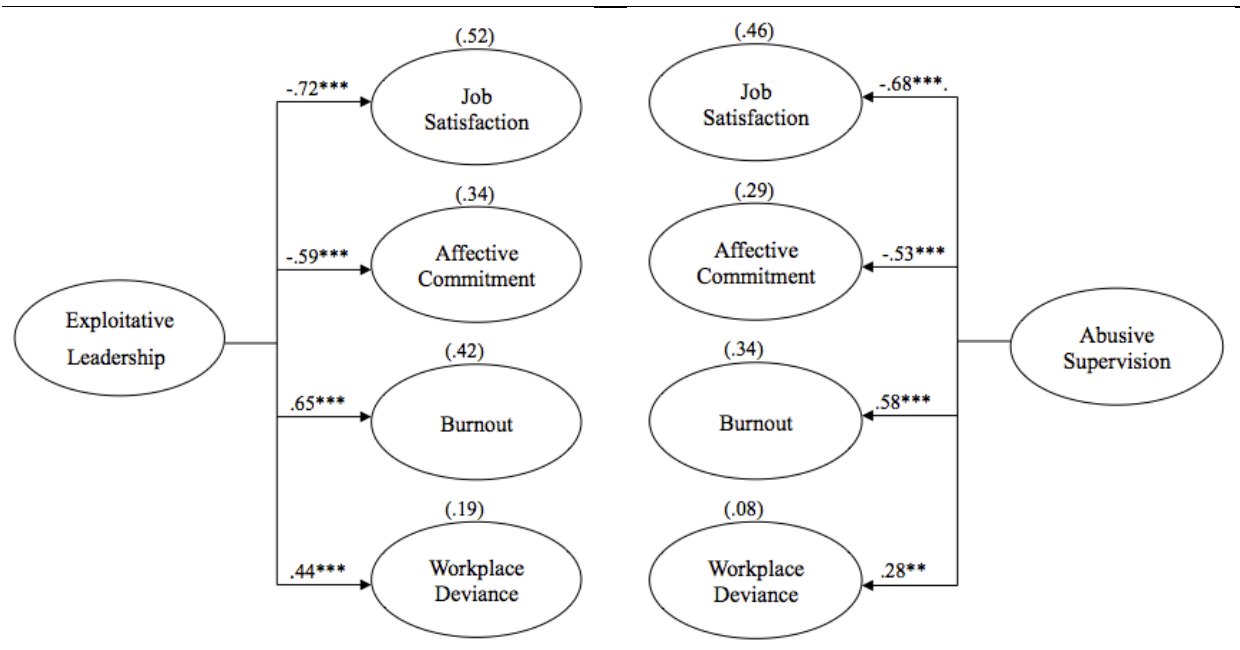 (.52)
-.72***
Job
Satisfaction
(.34)
-.59***
Affective
Commitment
Exploitative
Leadership
(.42)
.65***
Burnout
(.19)
.44***
Workplace
Deviance
(.46)
Job
Satisfaction
-.68***.
(.29)
Affective
Commitment
-.53***
(.34)
Burnout
.58***
(.08)
Workplace
Deviance
.28**
Abusive
Supervision